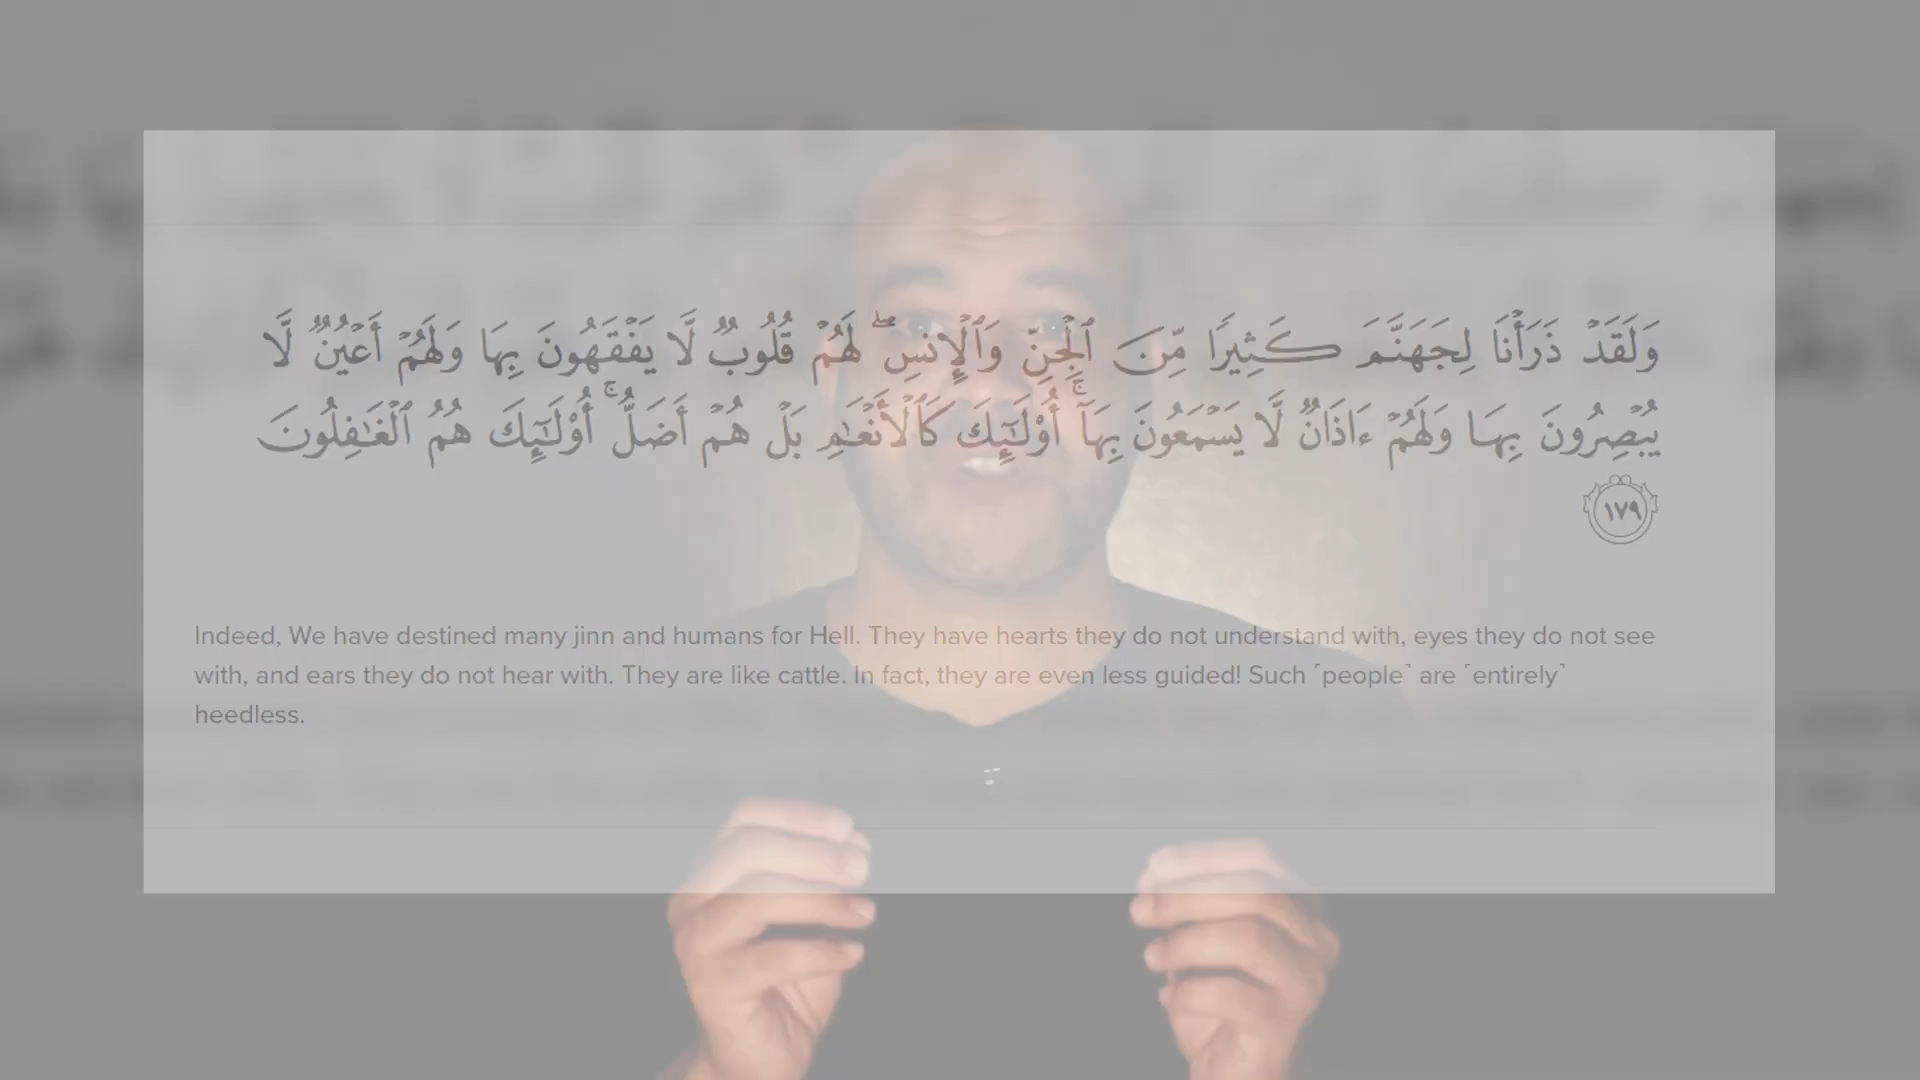 وَلَقَدْ ذَرَأْنَا لِجَهَنَّمَ كَثِيرًا مِّنَ ٱلْجِنِّ وَٱلْإِنسِ ۖ لَهُمْ قُلُوبٌ لَّا يَفْقَهُونَ بِهَا وَلَهُمْ أَعْيُنٌ لَّا
يُبْصِرُونَ بِهَا وَلَهُمْ ءَاذَانٌ لَّا يَسْمَعُونَ بِهَآ ۚ أُو۟لَـٰٓئِكَ كَٱلْأَنْعَـٰمِ بَلْ هُمْ أَضَلُّ ۚ أُو۟لَـٰٓئِكَ هُمُ ٱلْغَـٰفِلُونَ
١٧٩
Indeed, We have destined many jinn and humans for Hell. They have hearts they do not understand with, eyes they do not see
with, and ears they do not hear with. They are like cattle. In fact, they are even less guided! Such ˹people˺ are ˹entirely˺
heedless.